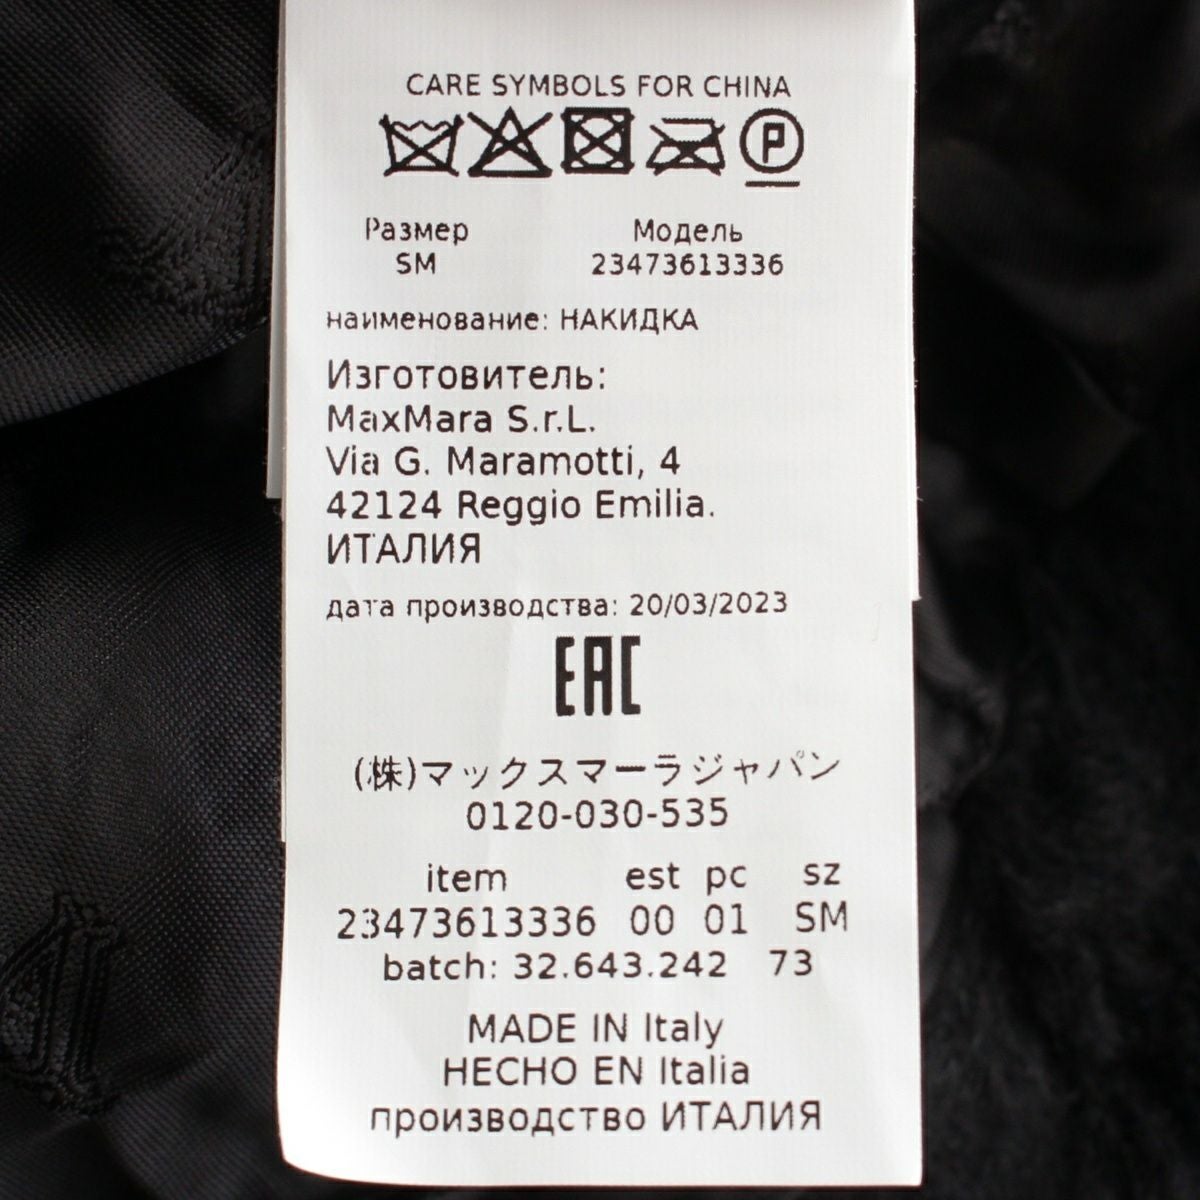 CARE SYMBOLS FOR CHINA
P
Размер Модель
SM 23473613336
наименование: НАКИДКА
Изготовитель:
MaxMara S.r.L.
Via G. Maramotti, 4
42124 Reggio Emilia.
ИТАЛИЯ
дата производства: 20/03/2023
EAC
(株)マックスマーラジャパン
0120-030-535
item est pc sz
23473613336 00 01 SM
batch: 32.643.242 73
MADE IN Italy
HECHO EN Italia
производство ИТАЛИЯ